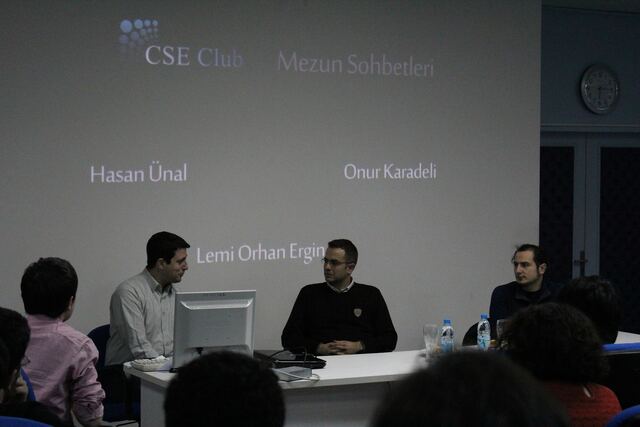 CSE Club
Mezun Sohbetleri
Hasan Ünal
Onur Karadeli
Lemi Orhan Ergin